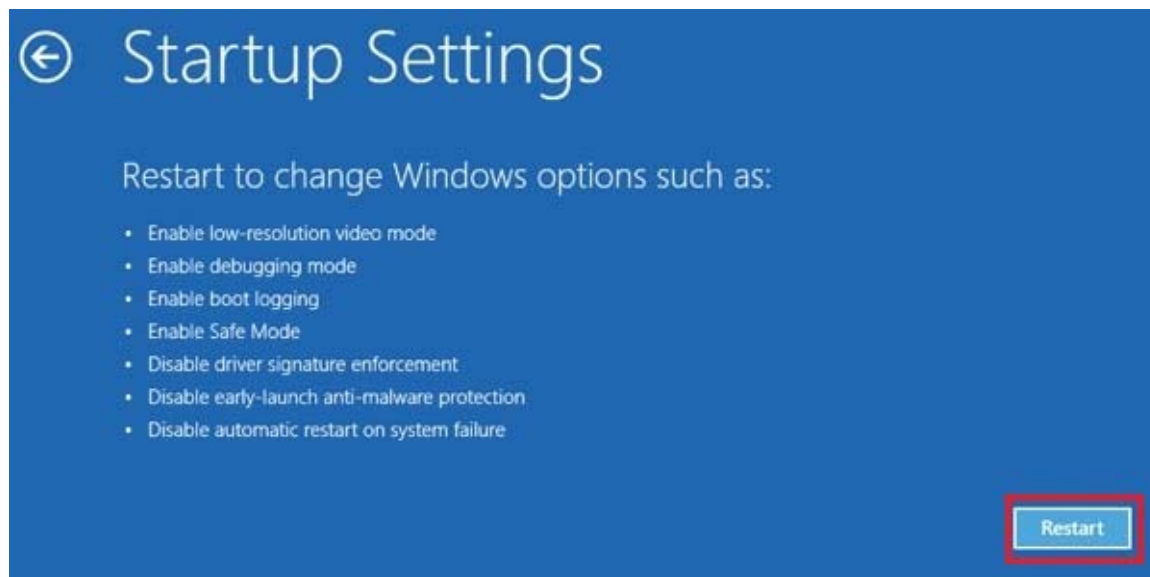 Startup Settings
Restart to change Windows options such as:
• Enable low-resolution video mode
• Enable debugging mode
• Enable boot logging
• Enable Safe Mode
• Disable driver signature enforcement
• Disable early-launch anti-malware protection
• Disable automatic restart on system failure
Restart